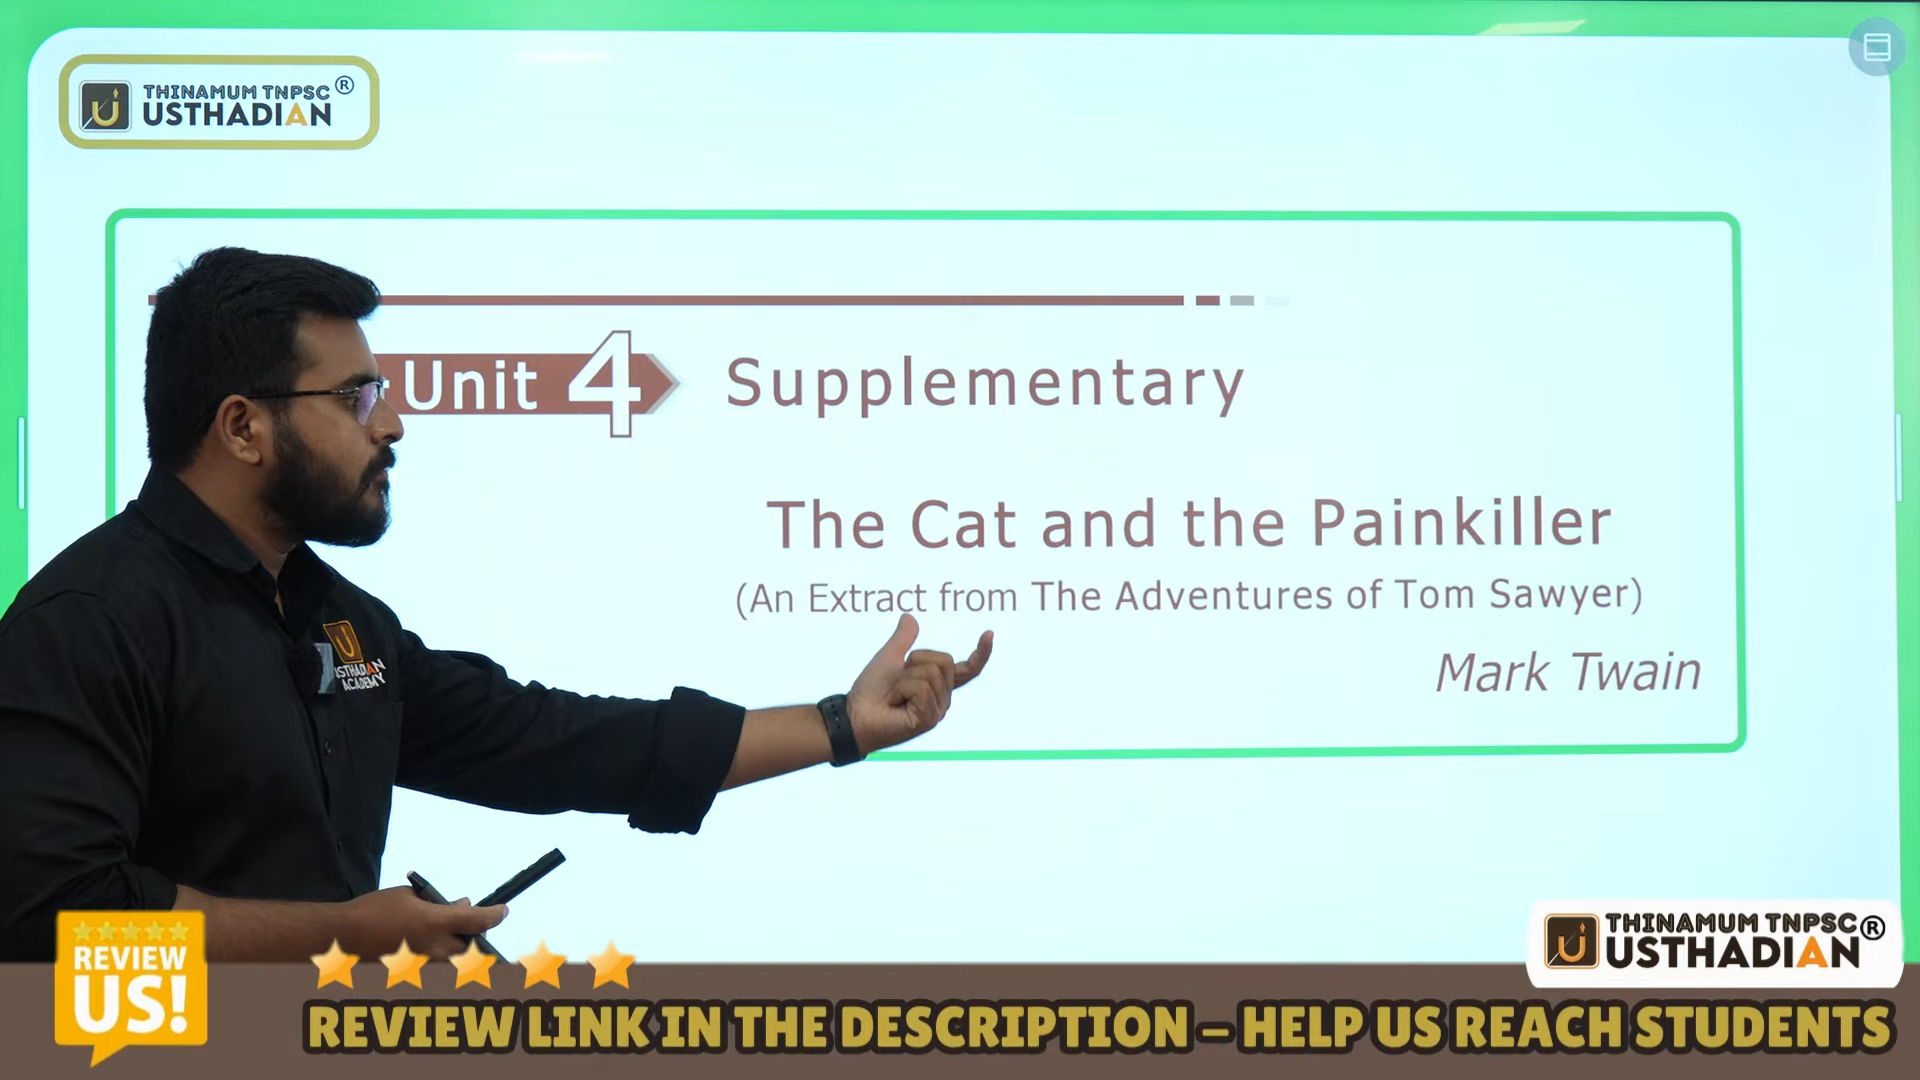 THINAMUM TNPSC ®
USTHADIAN
Unit 4 Supplementary
The Cat and the Painkiller
(An Extract from The Adventures of Tom Sawyer)
Mark Twain
USTHADIAN
ACADEMY
REVIEW
US!
THINAMUM TNPSC ®
USTHADIAN
REVIEW LINK IN THE DESCRIPTION – HELP US REACH STUDENTS